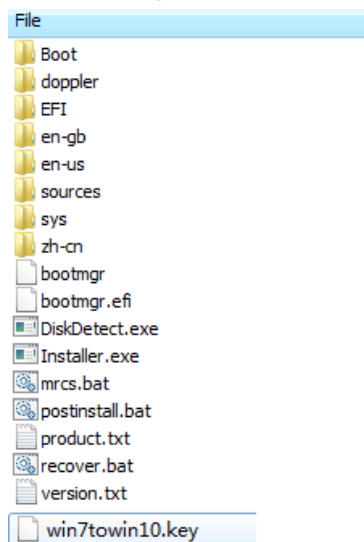 File
Boot
doppler
EFI
en-gb
en-us
sources
sys
zh-cn
bootmgr
bootmgr.efi
DiskDetect.exe
Installer.exe
mrcs.bat
postinstall.bat
product.txt
recover.bat
version.txt
win7towin10.key